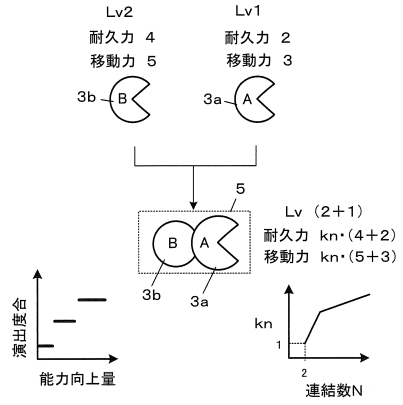 Lv2
耐久力 4
移動力 5
3b
B
Lv1
耐久力 2
移動力 3
3a
A
5
B
A
3b
3a
Lv (2+1)
耐久力 kn・(4+2)
移動力 kn・(5+3)
演出度合
能力向上量
kn
1
2
連結数N